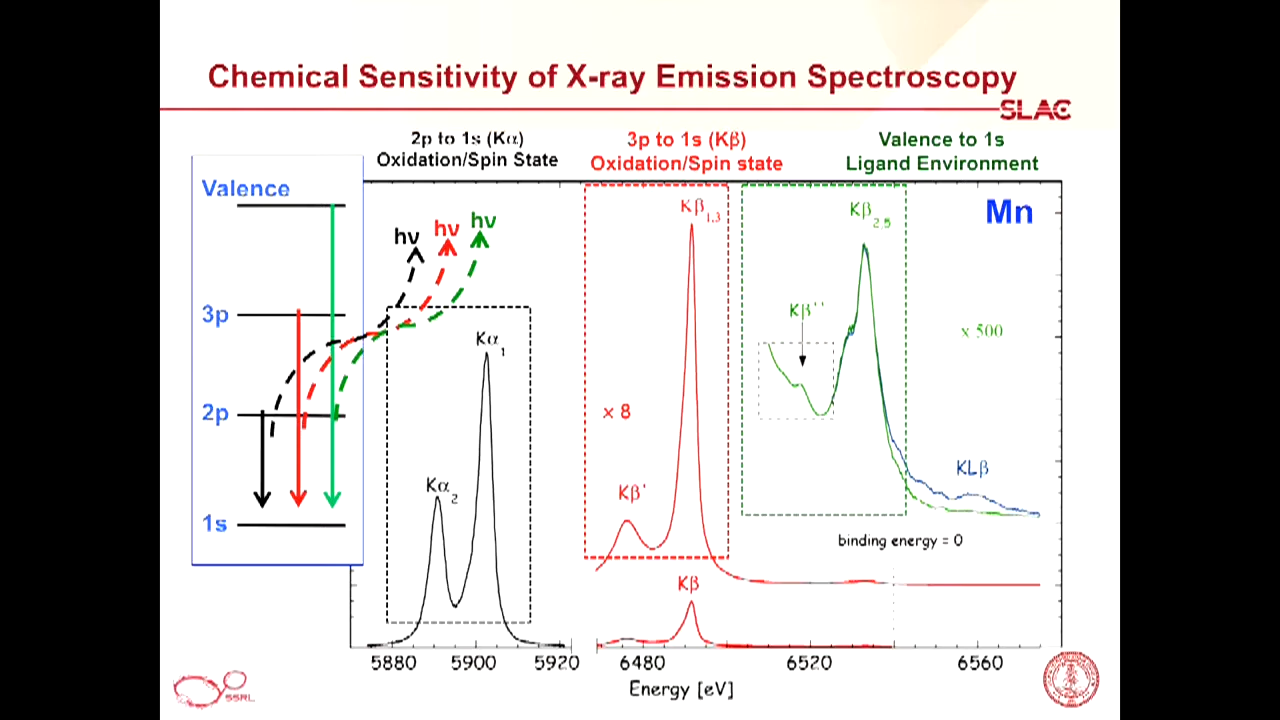 Chemical Sensitivity of X-ray Emission Spectroscopy
SLAC
2p to 1s (Kα)
Oxidation/Spin State
3p to 1s (Kβ)
Oxidation/Spin state
Valence to 1s
Ligand Environment
Valence
3p
2p
1s
hν
hν
hν
Kα1
Kα2
Kβ1,3
x 8
Kβ'
Kβ
Kβ2,5
Mn
Kβ''
x 500
KLβ
binding energy = 0
5880 5900 5920 6480 6520 6560
Energy [eV]
SSRL